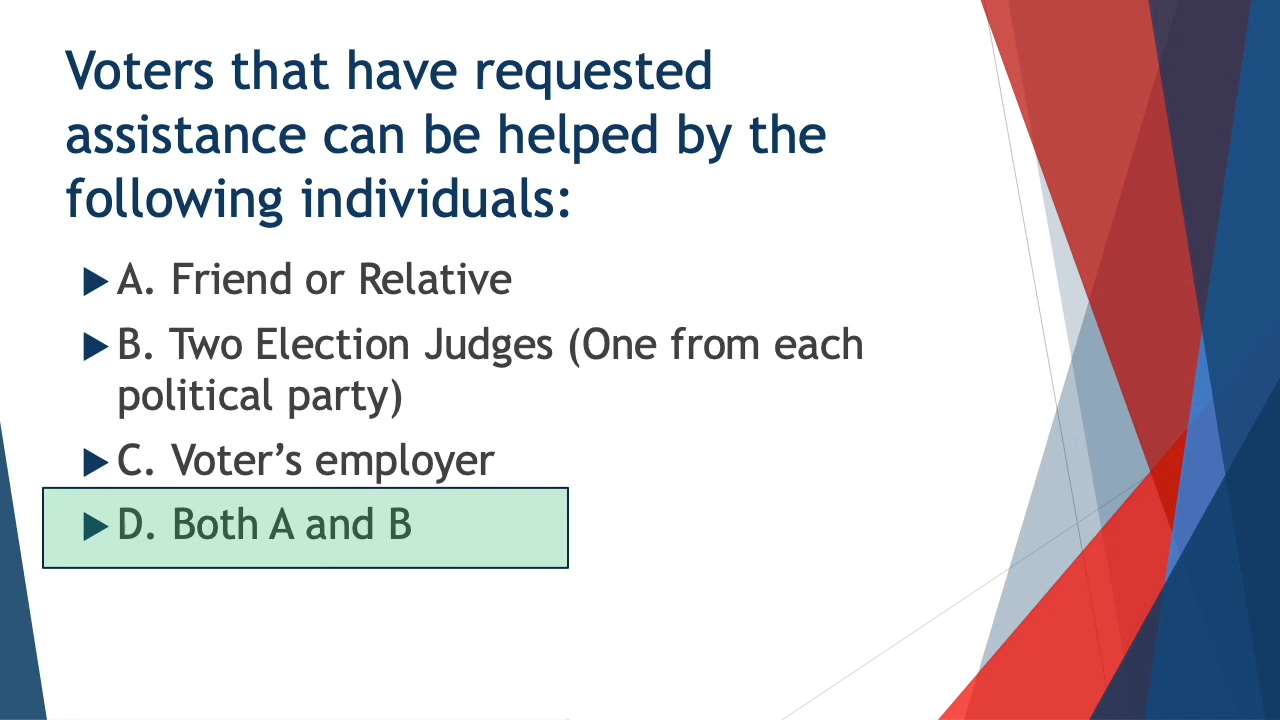 Voters that have requested
assistance can be helped by the
following individuals:
A. Friend or Relative
B. Two Election Judges (One from each
political party)
C. Voter’s employer
D. Both A and B